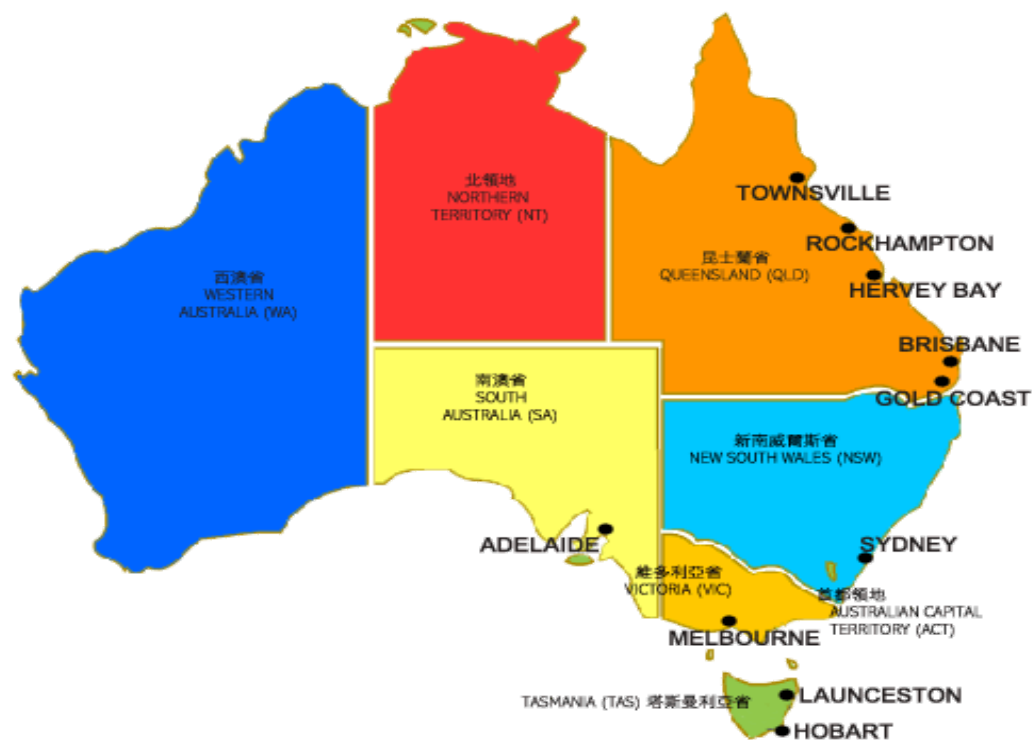 北領地
NORTHERN
TERRITORY (NT)
TOWNSVILLE
ROCKHAMPTON
昆士蘭省
QUEENSLAND (QLD)
HERVEY BAY
西澳省
WESTERN
AUSTRALIA (WA)
BRISBANE
GOLD COAST
南澳省
SOUTH
AUSTRALIA (SA)
新南威爾斯省
NEW SOUTH WALES (NSW)
ADELAIDE
SYDNEY
維多利亞省
VICTORIA (VIC)
首都領地
AUSTRALIAN CAPITAL
TERRITORY (ACT)
MELBOURNE
TASMANIA (TAS) 塔斯曼利亞省
LAUNCESTON
HOBART